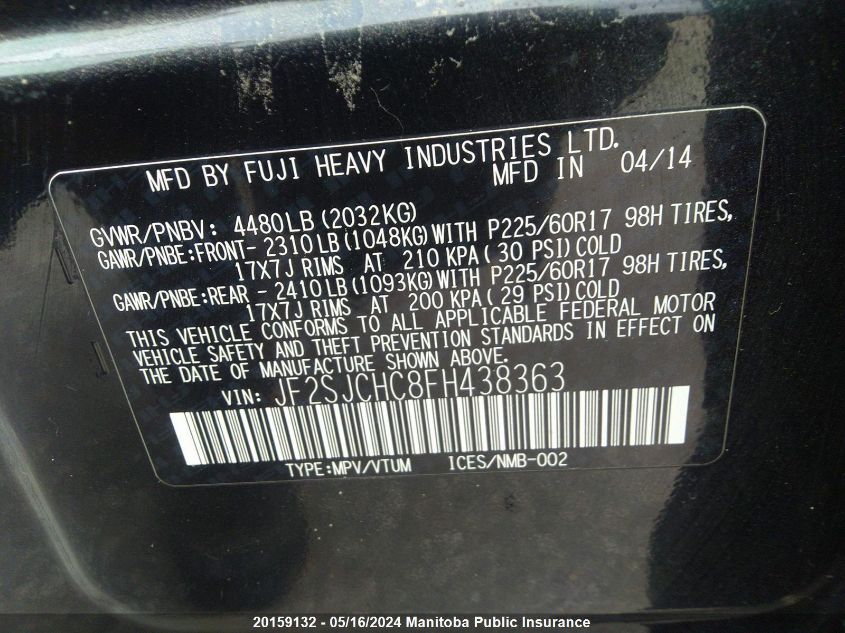 MFD BY FUJI HEAVY INDUSTRIES LTD.
MFD IN 04/14
GVWR/PNBV: 4480LB(2032KG)
GAWR/PNBE:FRONT- 2310LB(1048KG)WITH P225/60R17 98H TIRES,
17X7J RIMS AT 210 KPA(30 PSI)COLD
GAWR/PNBE:REAR - 2410LB(1093KG)WITH P225/60R17 98H TIRES,
17X7J RIMS AT 200 KPA(29 PSI)COLD
THIS VEHICLE CONFORMS TO ALL APPLICABLE FEDERAL MOTOR
VEHICLE SAFETY AND THEFT PREVENTION STANDARDS IN EFFECT ON
THE DATE OF MANUFACTURE SHOWN ABOVE.
VIN: JF2SJCHC8FH438363
TYPE:MPV/VTUM ICES/NMB-002
20159132 - 05/16/2024 Manitoba Public Insurance